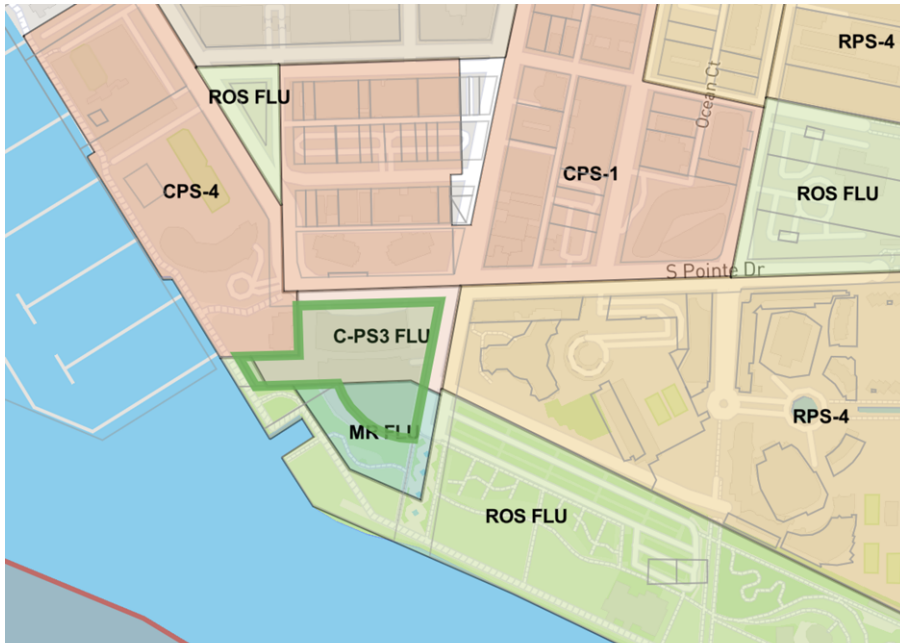 RPS-4
ROS FLU
Ocean Ct
CPS-4
CPS-1
ROS FLU
S Pointe Dr
C-PS3 FLU
RPS-4
MR FLU
ROS FLU